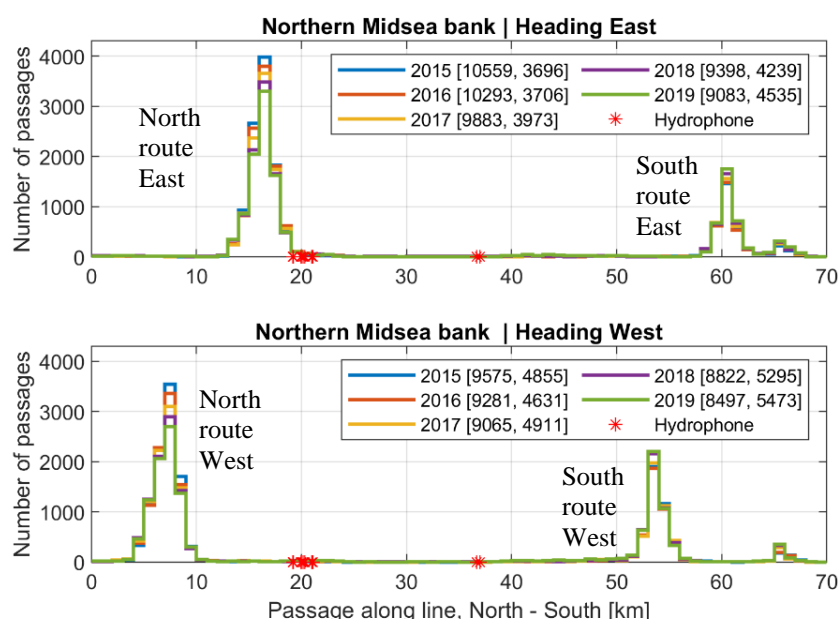 Northern Midsea bank | Heading East
Number of passages
4000
3000
2000
1000
0
0 10 20 30 40 50 60 70
2015 [10559, 3696]
2016 [10293, 3706]
2017 [9883, 3973]
2018 [9398, 4239]
2019 [9083, 4535]
Hydrophone
North
route
East
South
route
East
Northern Midsea bank | Heading West
Number of passages
4000
3000
2000
1000
0
0 10 20 30 40 50 60 70
2015 [9575, 4855]
2016 [9281, 4631]
2017 [9065, 4911]
2018 [8822, 5295]
2019 [8497, 5473]
Hydrophone
North
route
West
South
route
West
Passage along line, North - South [km]